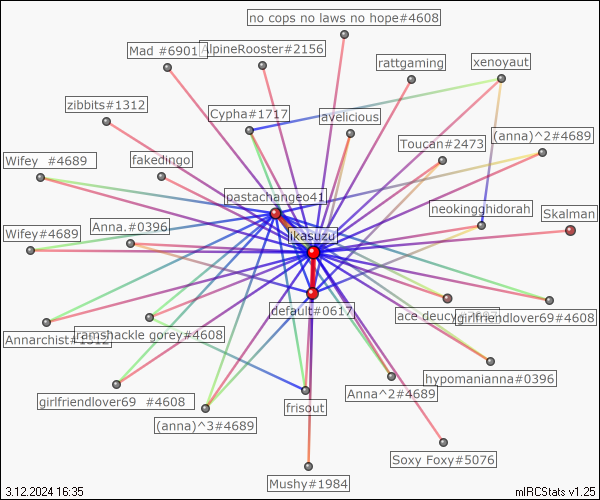 no cops no laws no hope#4608
Mad #6901
AlpineRooster#2156
rattgaming
xenoyaut
zibbits#1312
Cypha#1717
avelicious
Toucan#2473
(anna)^2#4689
Wifey #4689
fakedingo
pastachangeo41
neokingghidorah
Skalman
Wifey#4689
Anna.#0396
ikasuzu
default#0617
ace deucy
girlfriendlover69#4608
Annarchist#1312
ramshackle gorey#4608
hypomanianna#0396
girlfriendlover69 #4608
frisout
Anna^2#4689
(anna)^3#4689
Soxy Foxy#5076
Mushy#1984
3.12.2024 16:35
mIRCStats v1.25